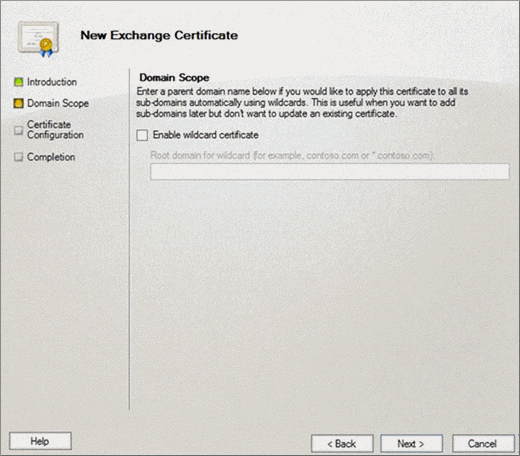 New Exchange Certificate
Introduction
Domain Scope
Certificate
Configuration
Completion
Domain Scope
Enter a parent domain name below if you would like to apply this certificate to all its
sub-domains automatically using wildcards. This is useful when you want to add
sub-domains later but don't want to update an existing certificate.
Enable wildcard certificate
Root domain for wildcard (for example, contoso.com or *.contoso.com):
Help
< Back
Next >
Cancel